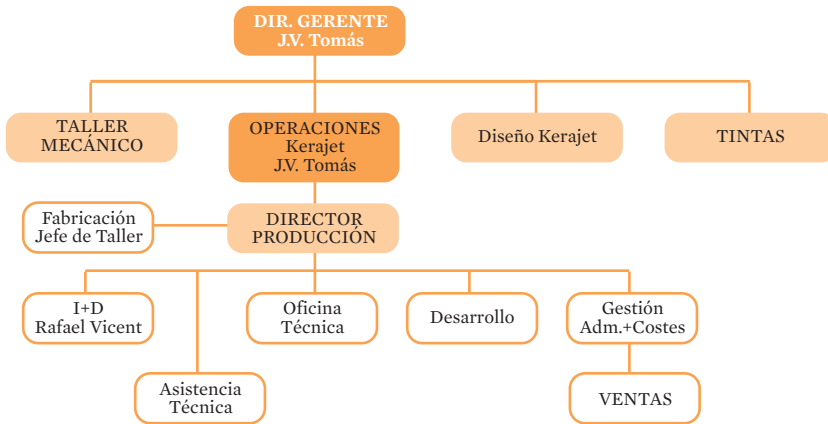 DIR. GERENTE
J.V. Tomás
TALLER
MECÁNICO
OPERACIONES
Kerajet
J.V. Tomás
Diseño Kerajet
TINTAS
Fabricación
Jefe de Taller
DIRECTOR
PRODUCCIÓN
I+D
Rafael Vicent
Oficina
Técnica
Desarrollo
Gestión
Adm.+Costes
Asistencia
Técnica
VENTAS